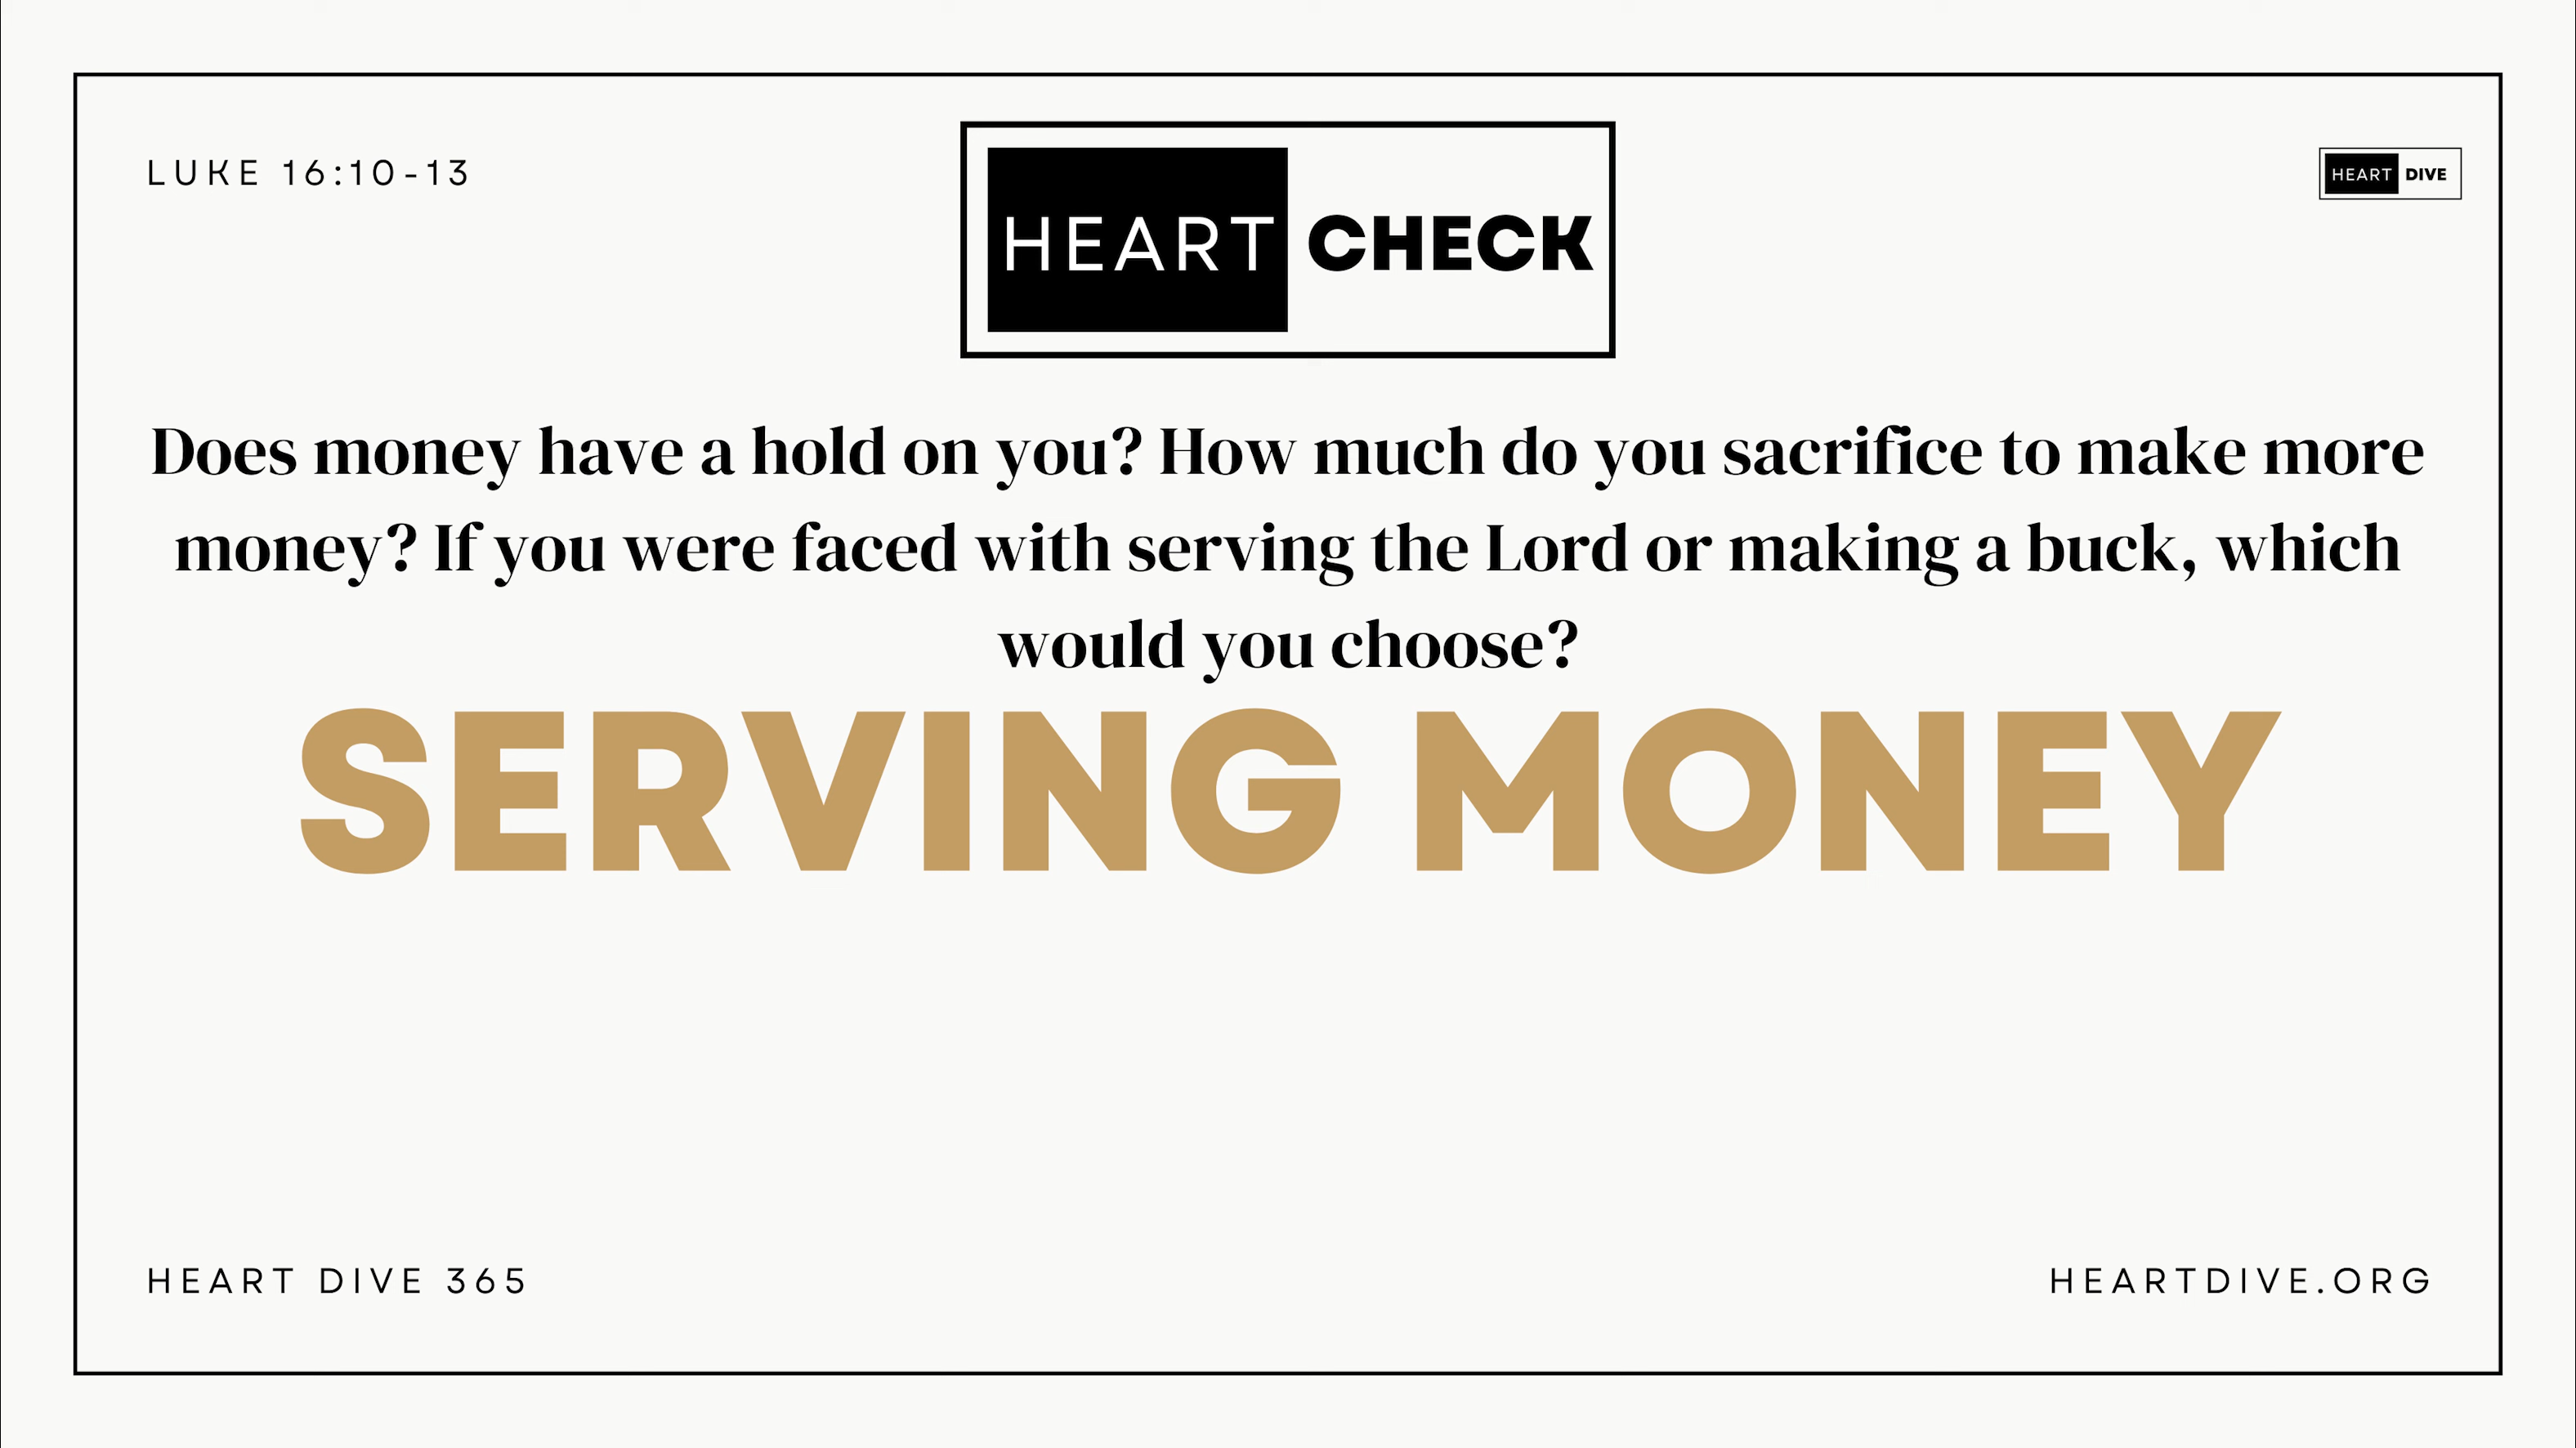 LUKE 16:10-13
HEART CHECK
HEART DIVE
Does money have a hold on you? How much do you sacrifice to make more
money? If you were faced with serving the Lord or making a buck, which
would you choose?
SERVING MONEY
HEART DIVE 365
HEARTDIVE.ORG